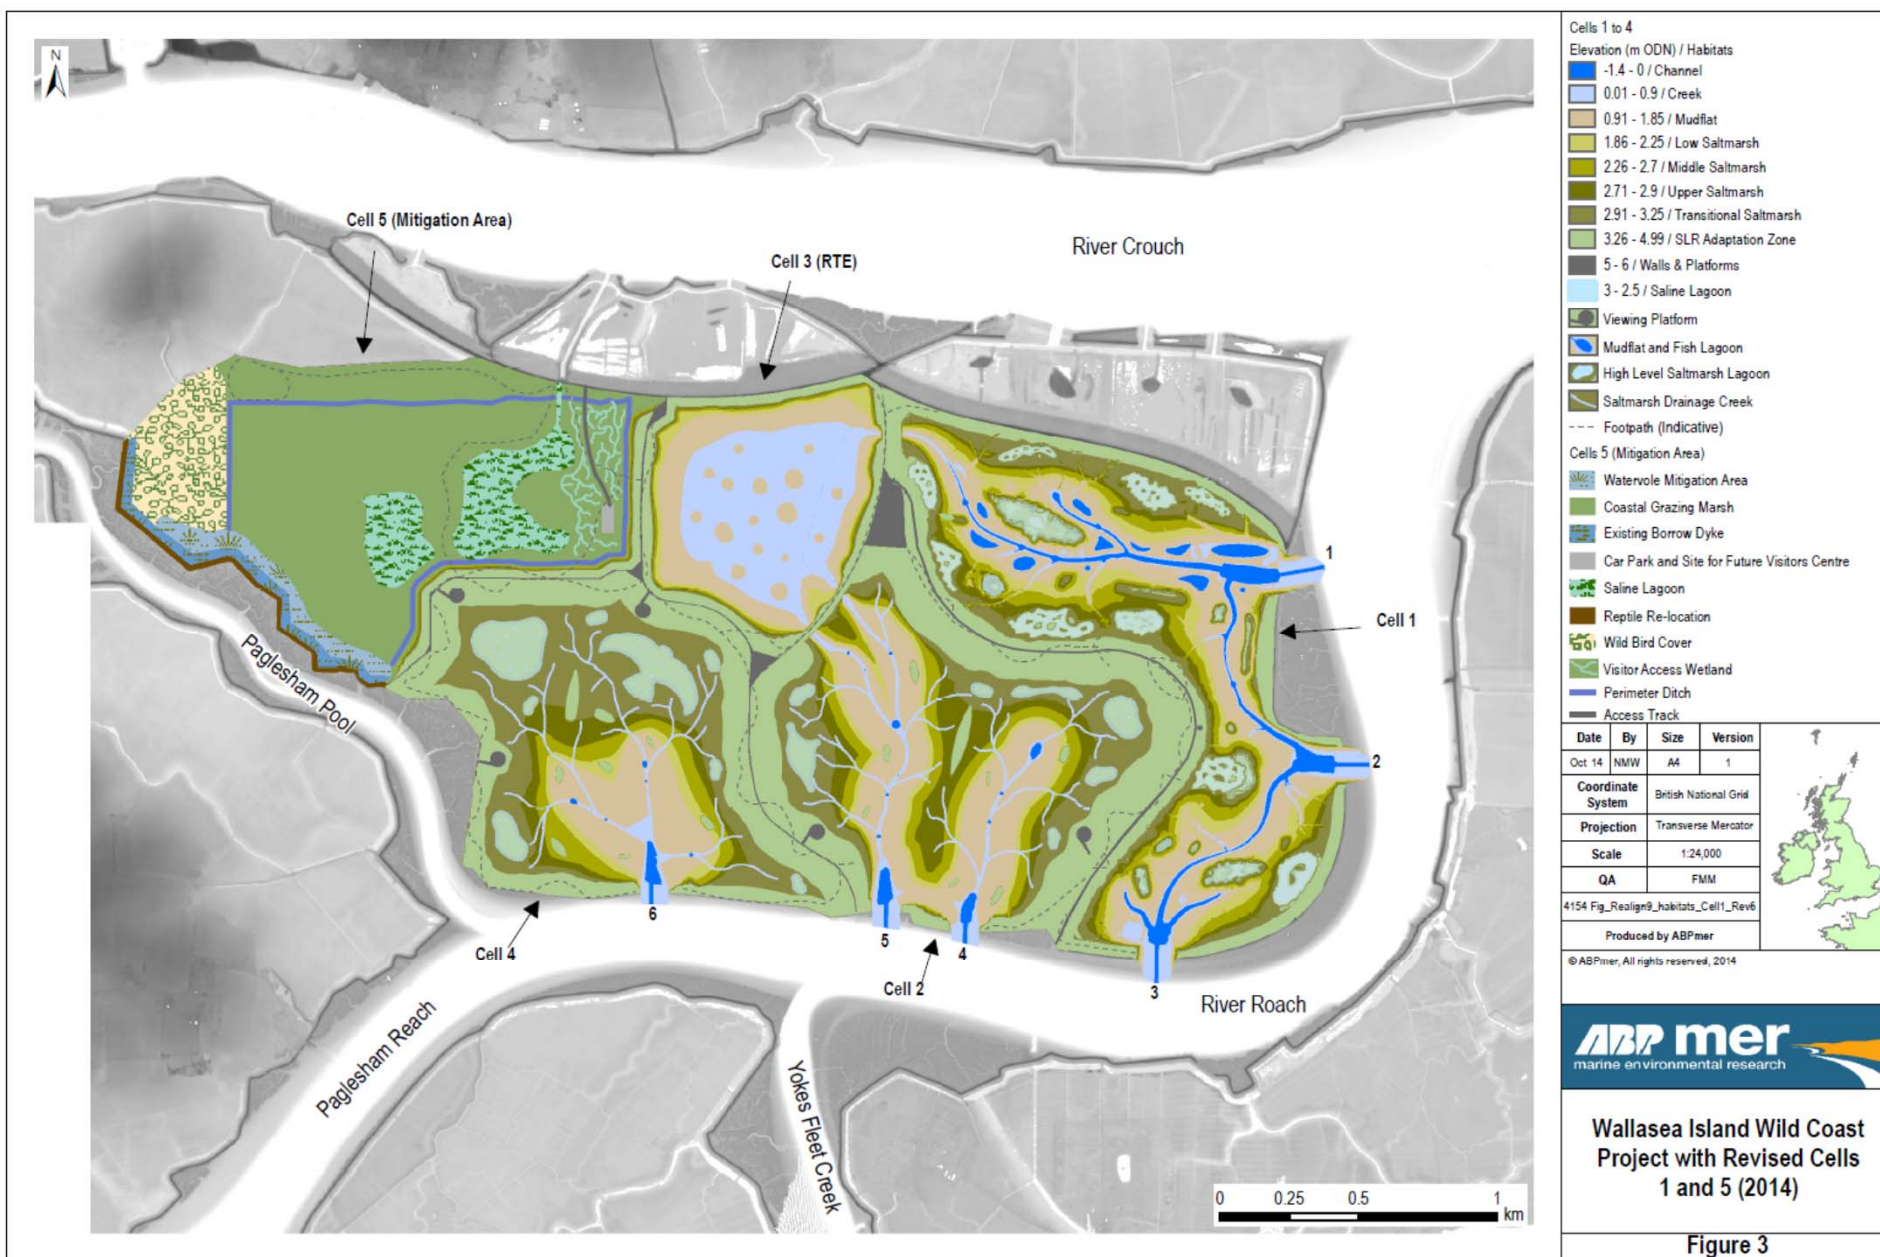 N
Cell 5 (Mitigation Area)
Cell 3 (RTE)
River Crouch
1
Cell 1
2
Paglesham Pool
6
5
4
3
Cell 4
Cell 2
River Roach
Paglesham Reach
Yokes Fleet Creek
0 0.25 0.5 1
km
Cells 1 to 4
Elevation (m ODN) / Habitats
-1.4 - 0 / Channel
0.01 - 0.9 / Creek
0.91 - 1.85 / Mudflat
1.86 - 2.25 / Low Saltmarsh
2.26 - 2.7 / Middle Saltmarsh
2.71 - 2.9 / Upper Saltmarsh
2.91 - 3.25 / Transitional Saltmarsh
3.26 - 4.99 / SLR Adaptation Zone
5 - 6 / Walls & Platforms
3 - 2.5 / Saline Lagoon
Viewing Platform
Mudflat and Fish Lagoon
High Level Saltmarsh Lagoon
Saltmarsh Drainage Creek
Footpath (Indicative)
Cells 5 (Mitigation Area)
Watervole Mitigation Area
Coastal Grazing Marsh
Existing Borrow Dyke
Car Park and Site for Future Visitors Centre
Saline Lagoon
Reptile Re-location
Wild Bird Cover
Visitor Access Wetland
Perimeter Ditch
Access Track
Date By Size Version
Oct 14 NMW A4 1
Coordinate System British National Grid
Projection Transverse Mercator
Scale 1:24,000
QA FMM
4154 Fig_Realign9_habitats_Cell1_Rev6
Produced by ABPmer
© ABPmer, All rights reserved, 2014
ABP mer
marine environmental research
Wallasea Island Wild Coast
Project with Revised Cells
1 and 5 (2014)
Figure 3